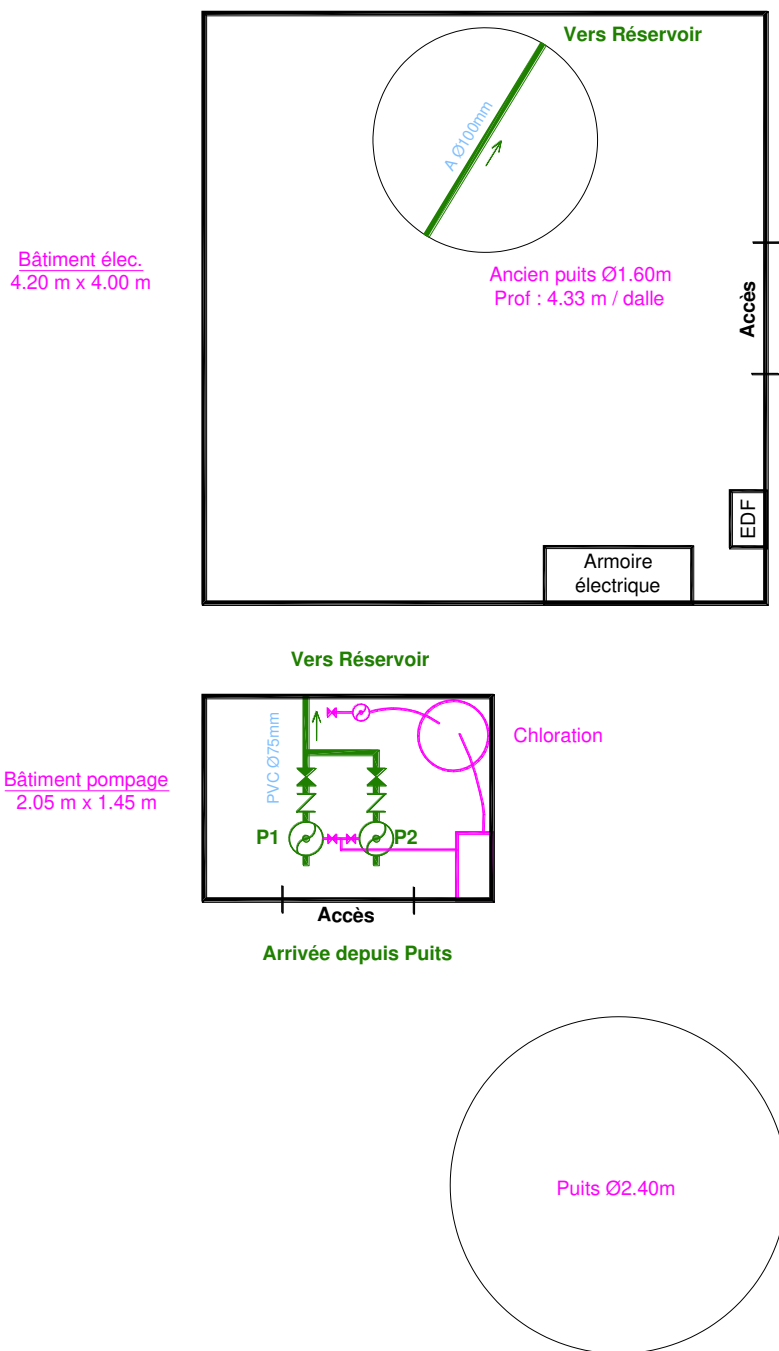 Vers Réservoir
A Ø100mm
Bâtiment élec.
4.20 m x 4.00 m
Ancien puits Ø1.60m
Prof : 4.33 m / dalle
Accès
EDF
Armoire
électrique
Vers Réservoir
PVC Ø75mm
Chloration
Bâtiment pompage
2.05 m x 1.45 m
P1
P2
Accès
Arrivée depuis Puits
Puits Ø2.40m